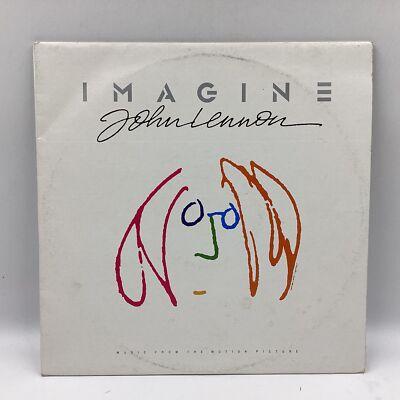 IMAGINE
John Lennon
MUSIC FROM THE MOTION PICTURE